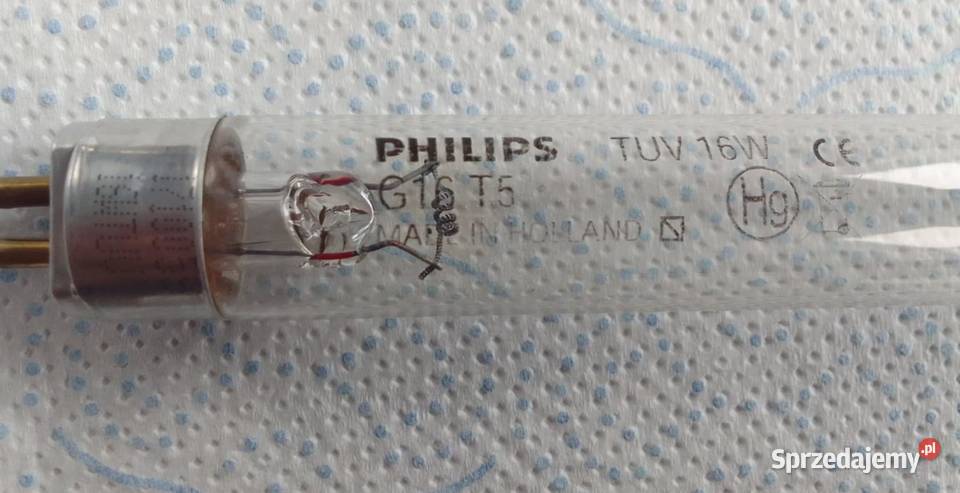 PHILIPS TUV 16W CE
G16 T5 Hg
MADE IN HOLLAND
Sprzedajemy.pl